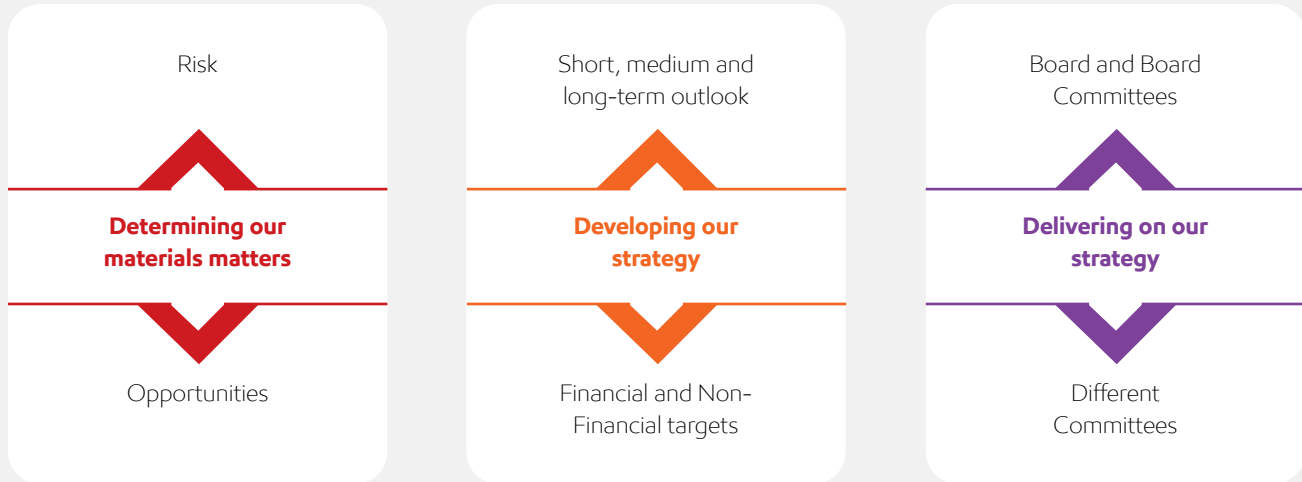 Risk
Determining our
materials matters
Opportunities
Short, medium and
long-term outlook
Developing our
strategy
Financial and Non-
Financial targets
Board and Board
Committees
Delivering on our
strategy
Different
Committees